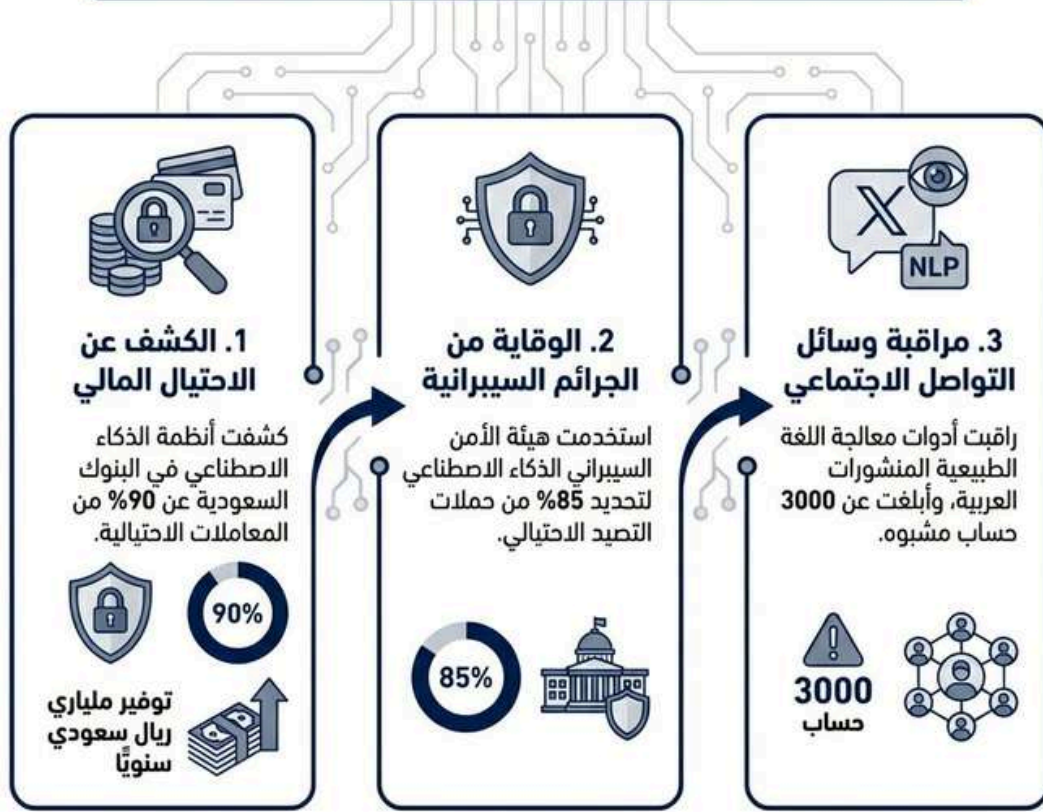 1. الكشف عن
الاحتيال المالي
كشفت أنظمة الذكاء
الاصطناعي في البنوك
السعودية عن 90% من
المعاملات الاحتيالية.
90%
توفير ملياري
ريال سعودي
سنويًا
2. الوقاية من
الجرائم السيبرانية
استخدمت هيئة الأمن
السيبراني الذكاء الاصطناعي
لتحديد 85% من حملات
التصيد الاحتيالي.
85%
X
NLP
3. مراقبة وسائل
التواصل الاجتماعي
راقبت أدوات معالجة اللغة
الطبيعية المنشورات
العربية، وأبلغت عن 3000
حساب مشبوه.
3000
حساب